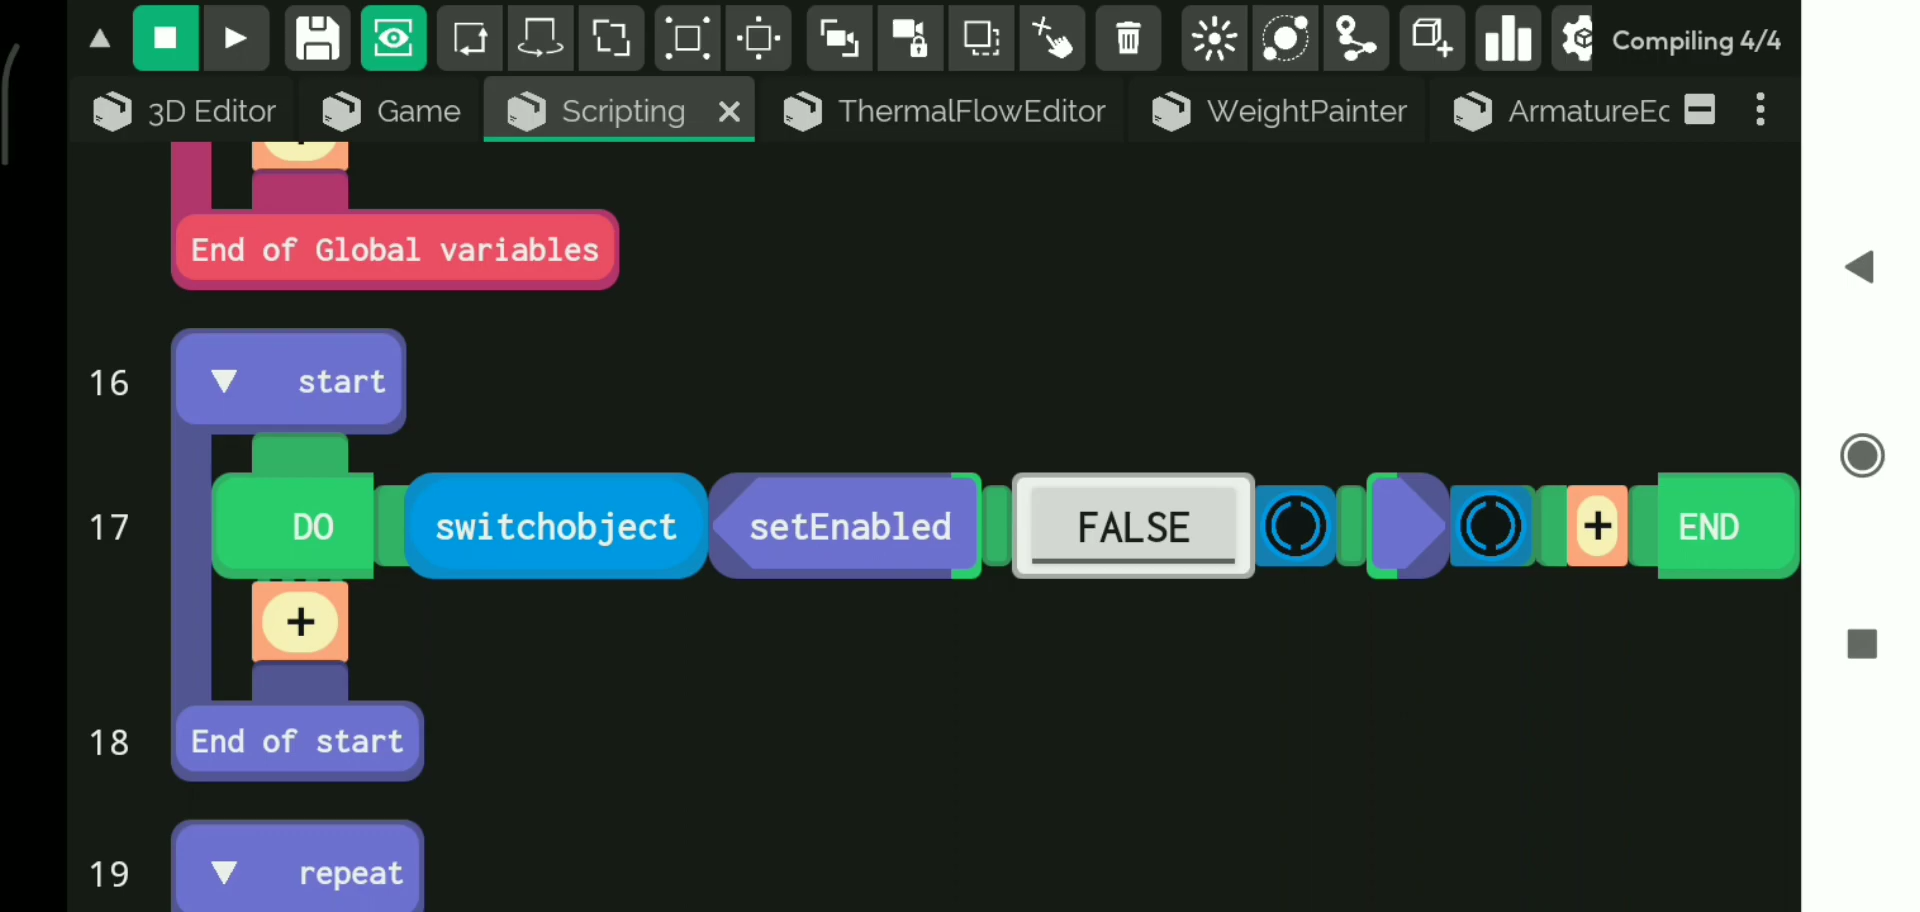 Compiling 4/4
3D Editor Game Scripting ThermalFlowEditor WeightPainter ArmatureEc
End of Global variables
16 start
17 DO switchobject setEnabled FALSE + END
+
18 End of start
19 repeat